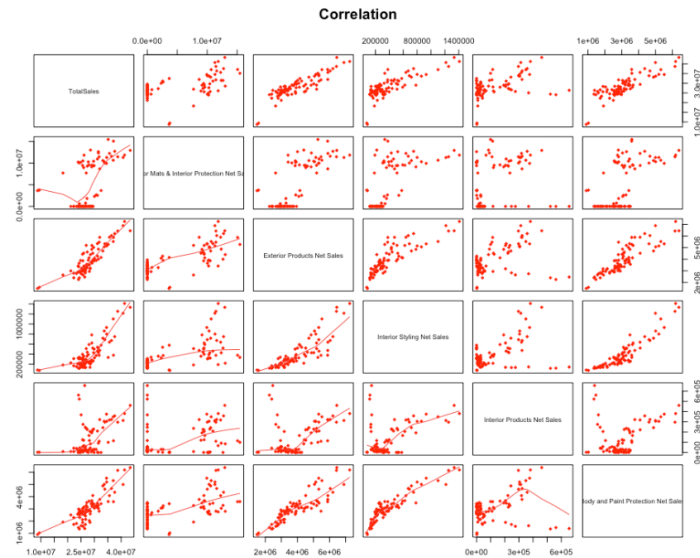 Correlation
0.0e+00 1.0e+07
200000 800000 1400000
1e+06 3e+06 5e+06
TotalSales
1.0e+07 3.0e+07
0.0e+00 1.0e+07
or Mats & Interior Protection Net Sa
Exterior Products Net Sales
2e+06 5e+06
200000 1000000
Interior Styling Net Sales
Interior Products Net Sales
0e+00 3e+05 6e+05
1e+06 4e+06
Body and Paint Protection Net Sale
1.0e+07 2.5e+07 4.0e+07
2e+06 4e+06 6e+06
0e+00 3e+05 6e+05